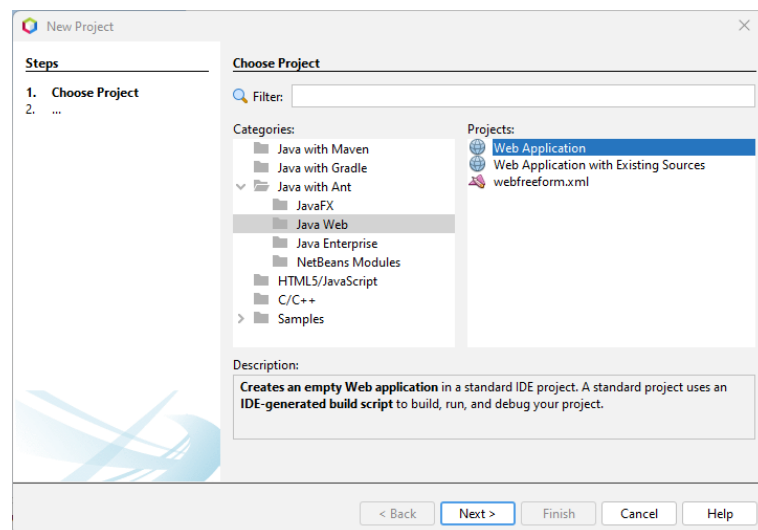 New Project
Steps
1. Choose Project
2. ...
Choose Project
Filter:
Categories:
Java with Maven
Java with Gradle
Java with Ant
JavaFX
Java Web
Java Enterprise
NetBeans Modules
HTML5/JavaScript
C/C++
Samples
Projects:
Web Application
Web Application with Existing Sources
webfreeform.xml
Description:
Creates an empty Web application in a standard IDE project. A standard project uses an
IDE-generated build script to build, run, and debug your project.
< Back
Next >
Finish
Cancel
Help